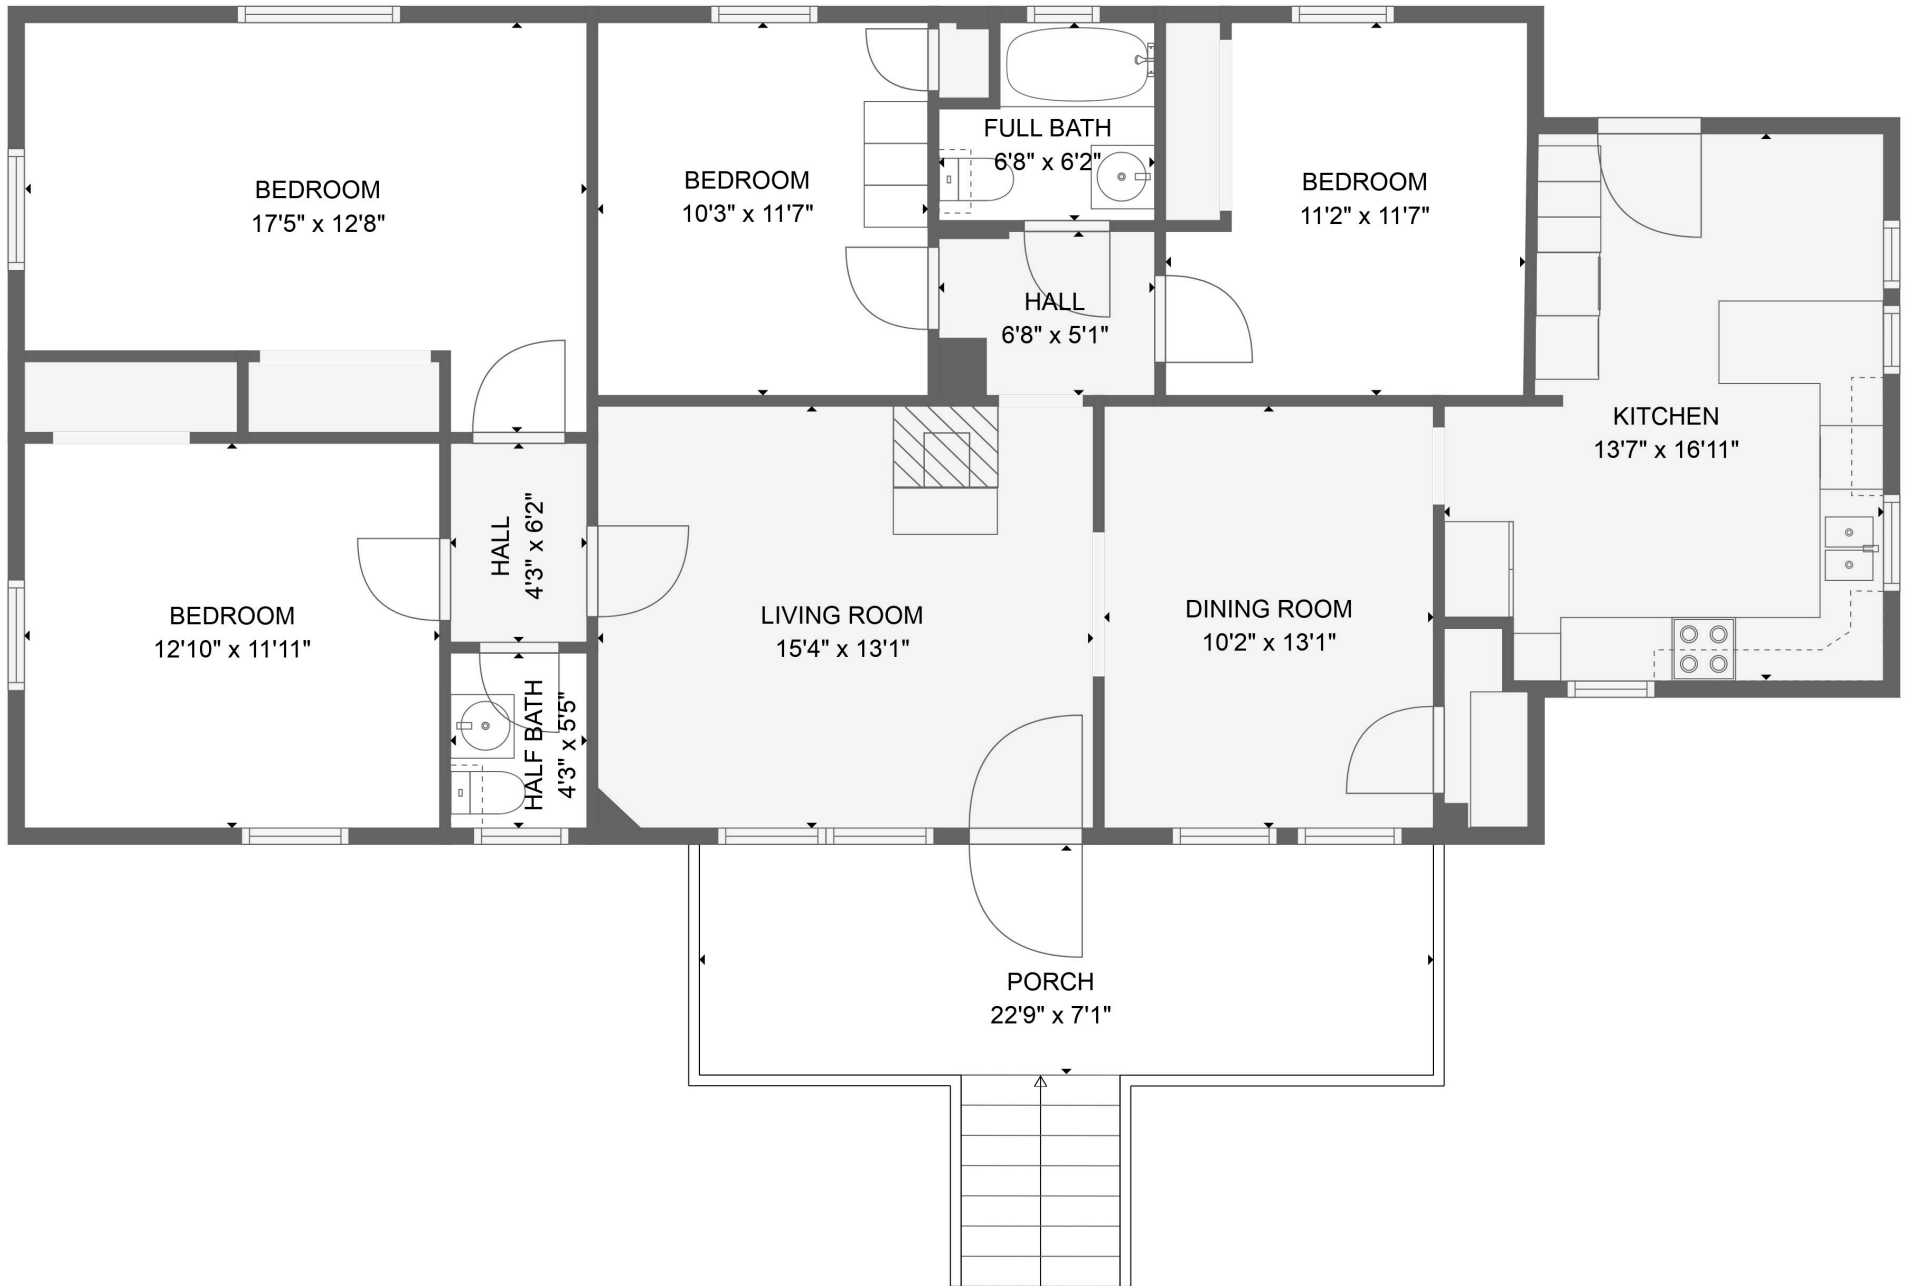 BEDROOM
17'5" x 12'8"
BEDROOM
10'3" x 11'7"
FULL BATH
6'8" x 6'2"
BEDROOM
11'2" x 11'7"
HALL
6'8" x 5'1"
KITCHEN
13'7" x 16'11"
BEDROOM
12'10" x 11'11"
HALL
4'3" x 6'2"
LIVING ROOM
15'4" x 13'1"
DINING ROOM
10'2" x 13'1"
HALF BATH
4'3" x 5'5"
PORCH
22'9" x 7'1"